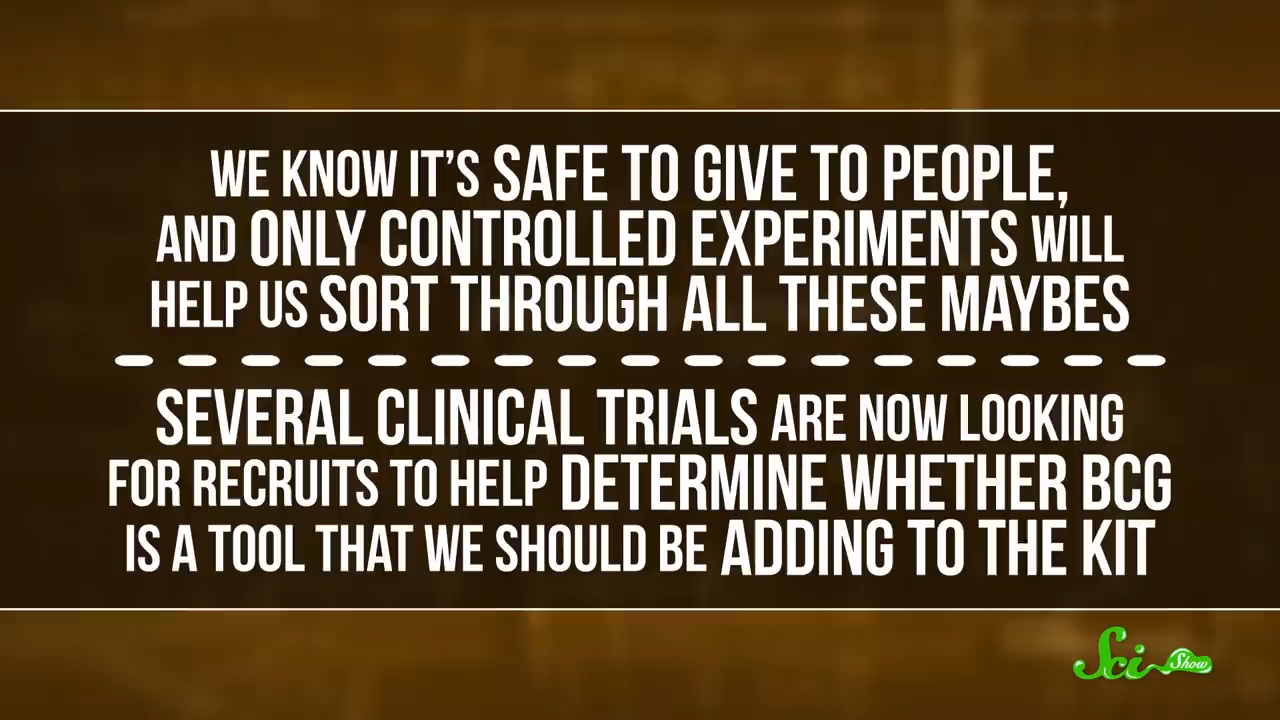 WE KNOW IT’S SAFE TO GIVE TO PEOPLE,
AND ONLY CONTROLLED EXPERIMENTS WILL
HELP US SORT THROUGH ALL THESE MAYBES
SEVERAL CLINICAL TRIALS ARE NOW LOOKING
FOR RECRUITS TO HELP DETERMINE WHETHER BCG
IS A TOOL THAT WE SHOULD BE ADDING TO THE KIT
Sci Show